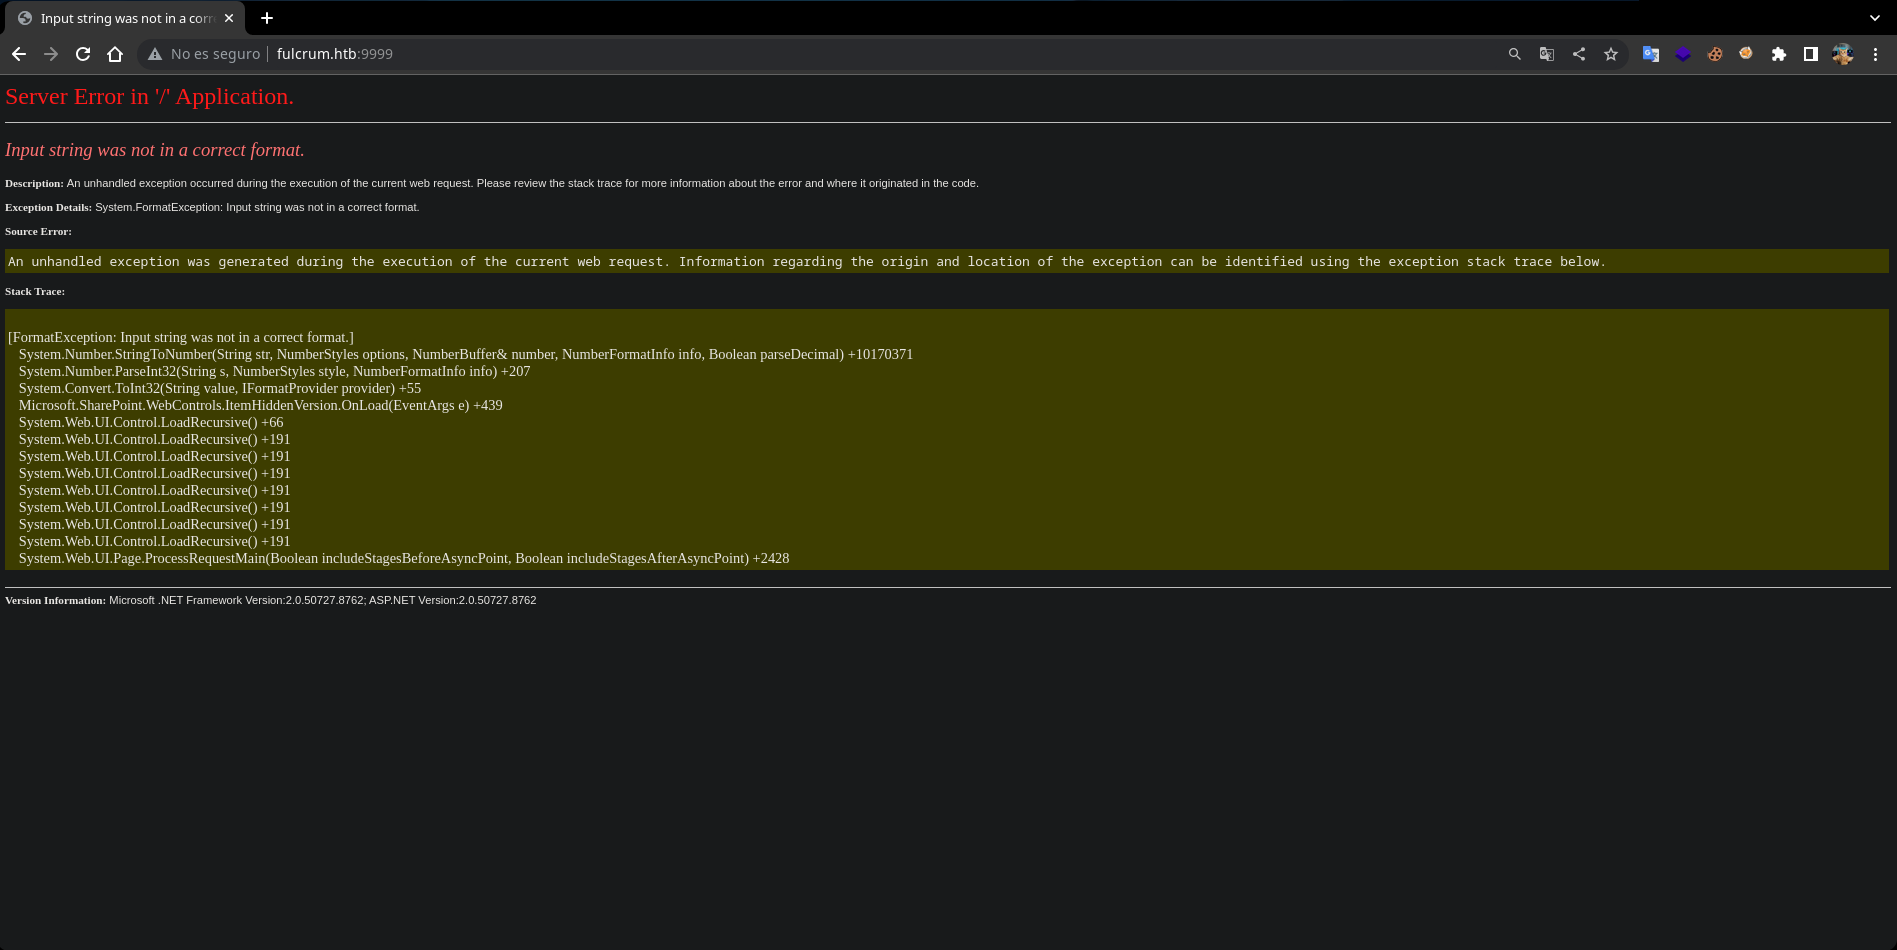 Input string was not in a corr
No es seguro fulcrum.htb:9999
Server Error in '/' Application.
Input string was not in a correct format.
Description: An unhandled exception occurred during the execution of the current web request. Please review the stack trace for more information about the error and where it originated in the code.
Exception Details: System.FormatException: Input string was not in a correct format.
Source Error:
An unhandled exception was generated during the execution of the current web request. Information regarding the origin and location of the exception can be identified using the exception stack trace below.
Stack Trace:
[FormatException: Input string was not in a correct format.]
System.Number.StringToNumber(String str, NumberStyles options, NumberBuffer& number, NumberFormatInfo info, Boolean parseDecimal) +10170371
System.Number.ParseInt32(String s, NumberStyles style, NumberFormatInfo info) +207
System.Convert.ToInt32(String value, IFormatProvider provider) +55
Microsoft.SharePoint.WebControls.ItemHiddenVersion.OnLoad(EventArgs e) +439
System.Web.UI.Control.LoadRecursive() +66
System.Web.UI.Control.LoadRecursive() +191
System.Web.UI.Control.LoadRecursive() +191
System.Web.UI.Control.LoadRecursive() +191
System.Web.UI.Control.LoadRecursive() +191
System.Web.UI.Control.LoadRecursive() +191
System.Web.UI.Control.LoadRecursive() +191
System.Web.UI.Control.LoadRecursive() +191
System.Web.UI.Page.ProcessRequestMain(Boolean includeStagesBeforeAsyncPoint, Boolean includeStagesAfterAsyncPoint) +2428
Version Information: Microsoft .NET Framework Version:2.0.50727.8762; ASP.NET Version:2.0.50727.8762